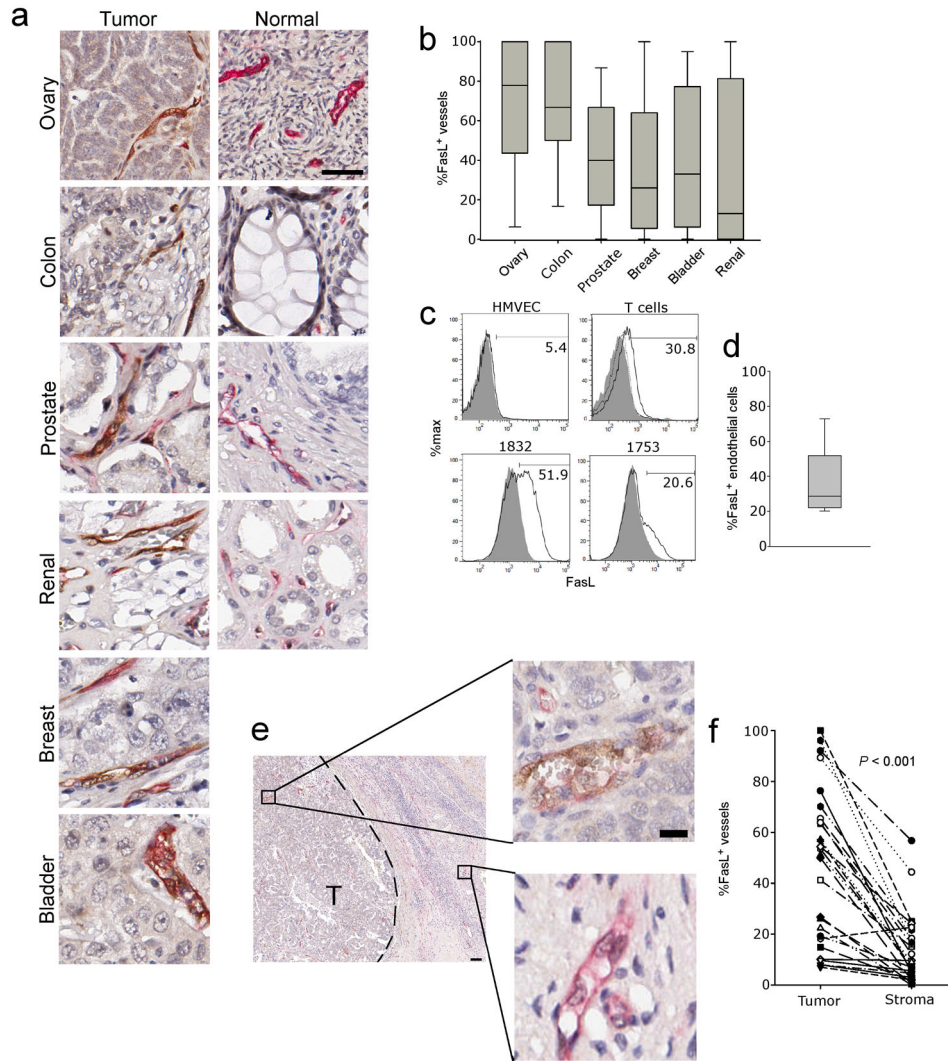 a
Tumor Normal
Ovary
Colon
Prostate
Renal
Breast
Bladder
b
%FasL+ vessels
100
80
60
40
20
0
Ovary
Colon
Prostate
Breast
Bladder
Renal
c
HMVEC
5.4
T cells
30.8
1832
51.9
1753
20.6
%max
FasL
d
%FasL+ endothelial cells
100
80
60
40
20
0
e
T
f
P < 0.001
%FasL+ vessels
100
80
60
40
20
0
Tumor Stroma